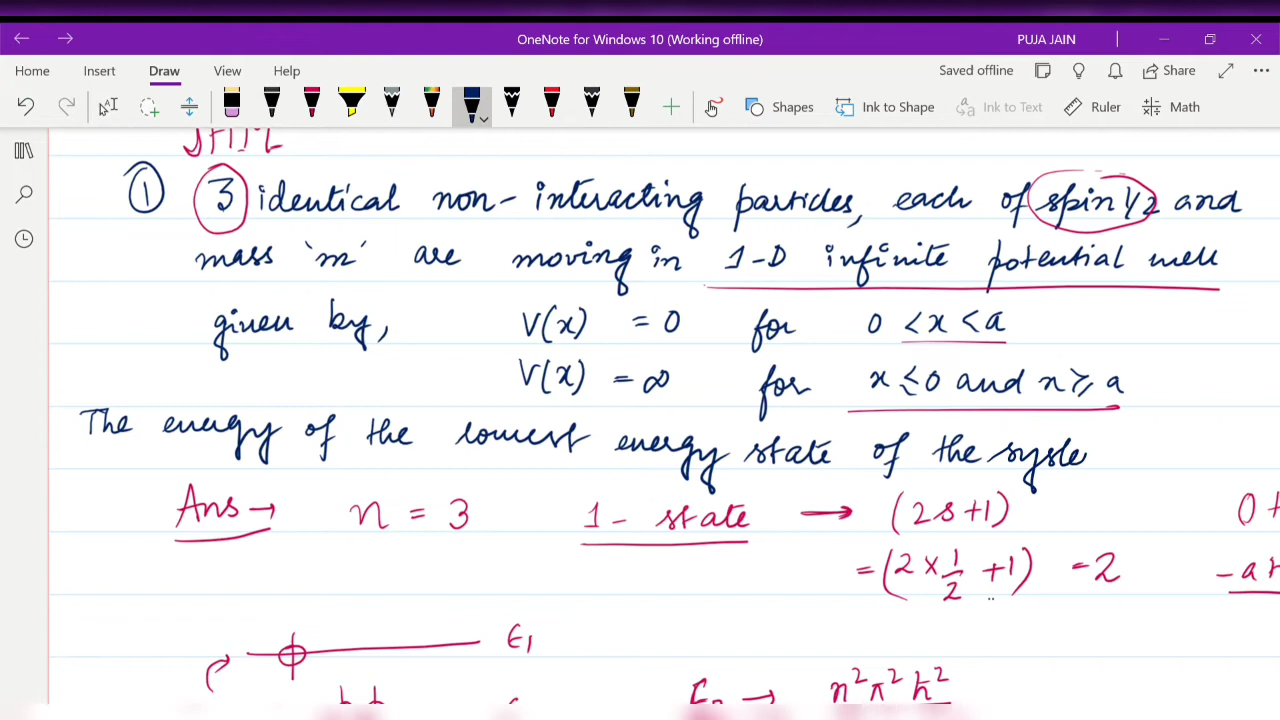 OneNote for Windows 10 (Working offline)
PUJA JAIN
Home Insert Draw View Help
Saved offline
Share
Shapes
Ink to Shape
Ink to Text
Ruler
Math
① 3 identical non-interacting particles, each of spin 1/2 and
mass 'm' are moving in 1-D infinite potential well
given by, V(x) = 0 for 0 < x < a
V(x) = ∞ for x ≤ 0 and x ≥ a
The energy of the lowest energy state of the syste
Ans → n = 3 1- state → (2s+1)
= (2 × 1/2 + 1) = 2
E1
n²π²ħ²